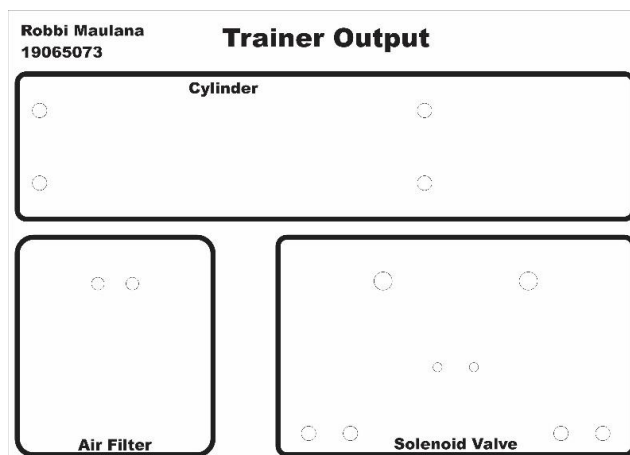 Robbi Maulana
19065073
Trainer Output
Cylinder
Air Filter
Solenoid Valve